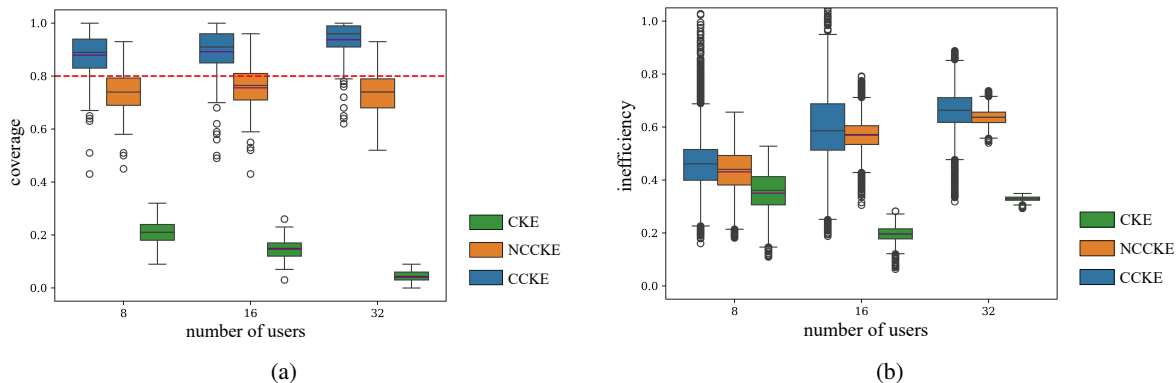 1.0
0.8
0.6
0.4
0.2
0.0
coverage
8
16
32
number of users
CKE
NCCKE
CCKE
(a)
1.0
0.8
0.6
0.4
0.2
0.0
inefficiency
8
16
32
number of users
CKE
NCCKE
CCKE
(b)